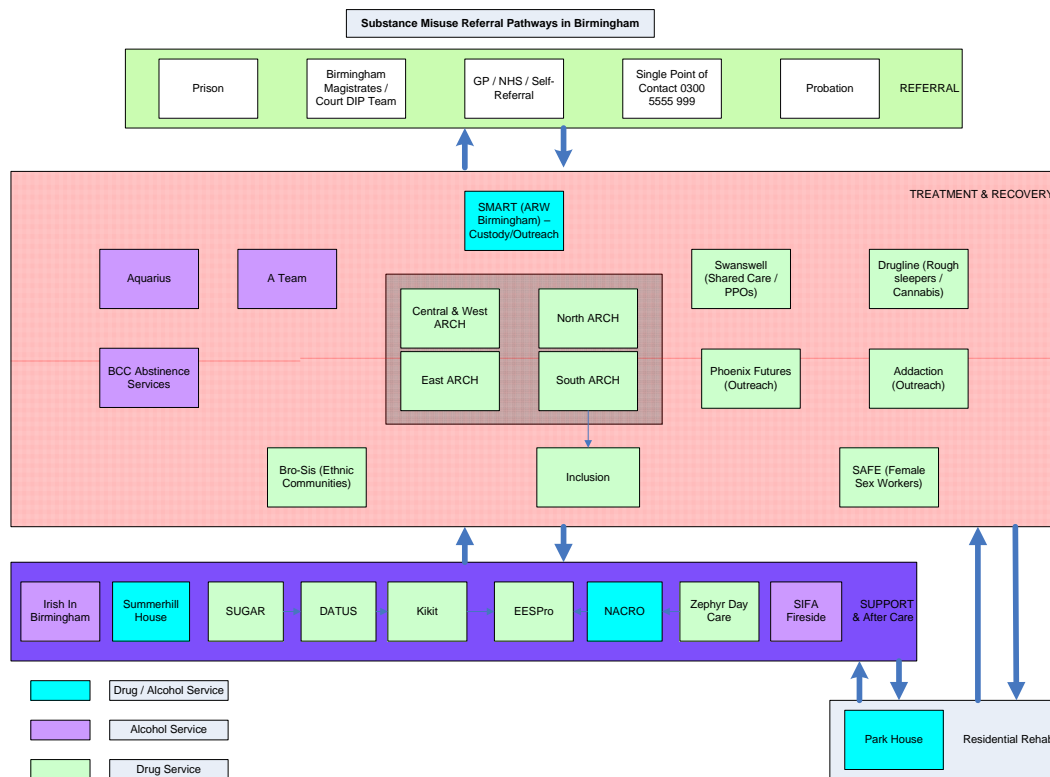 Substance Misuse Referral Pathways in Birmingham
Prison
Birmingham
Magistrates /
Court DIP Team
GP / NHS / Self-
Referral
Single Point of
Contact 0300
5555 999
Probation
REFERRAL
TREATMENT & RECOVERY
SMART (ARW
Birmingham) –
Custody/Outreach
Aquarius
A Team
Swanswell
(Shared Care /
PPOs)
Drugline (Rough
sleepers /
Cannabis)
Central & West
ARCH
North ARCH
BCC Abstinence
Services
East ARCH
South ARCH
Phoenix Futures
(Outreach)
Addaction
(Outreach)
Bro-Sis (Ethnic
Communities)
Inclusion
SAFE (Female
Sex Workers)
Irish In
Birmingham
Summerhill
House
SUGAR
DATUS
Kikit
EESPro
NACRO
Zephyr Day
Care
SIFA
Fireside
SUPPORT
& After Care
Drug / Alcohol Service
Alcohol Service
Drug Service
Park House
Residential Rehab